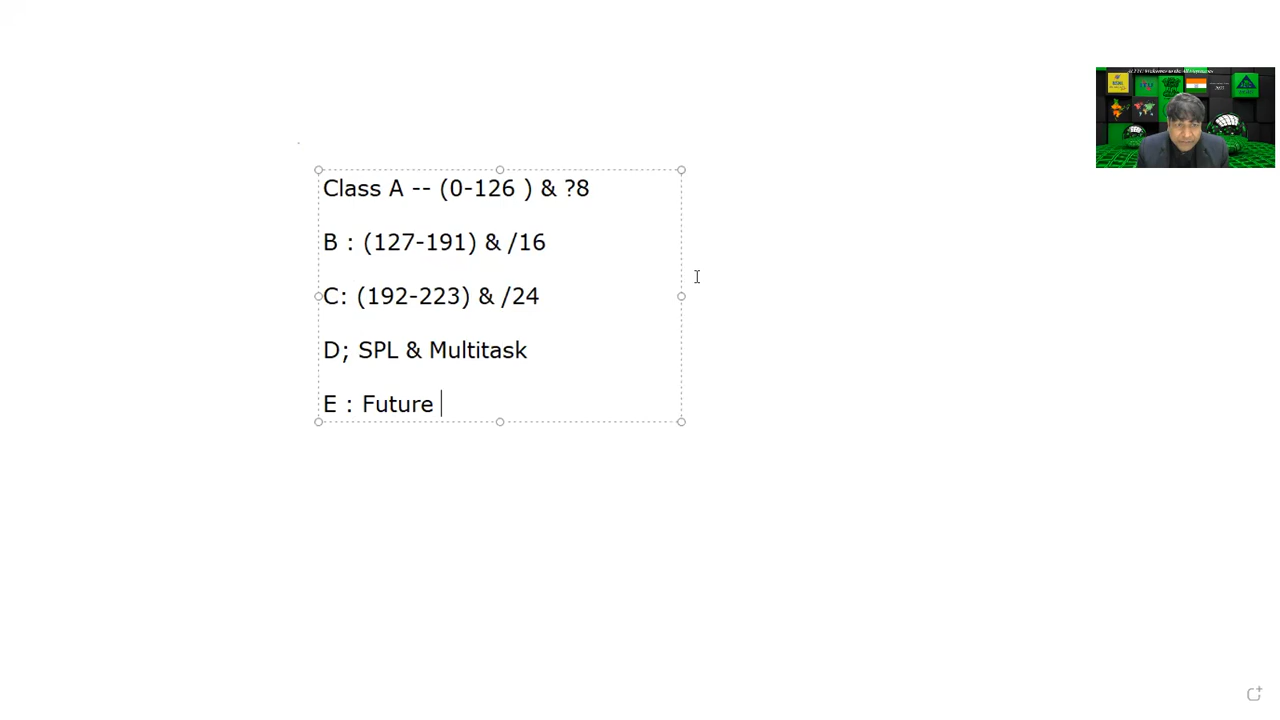 Class A -- (0-126 ) & ?8
B : (127-191) & /16
C: (192-223) & /24
D; SPL & Multitask
E : Future